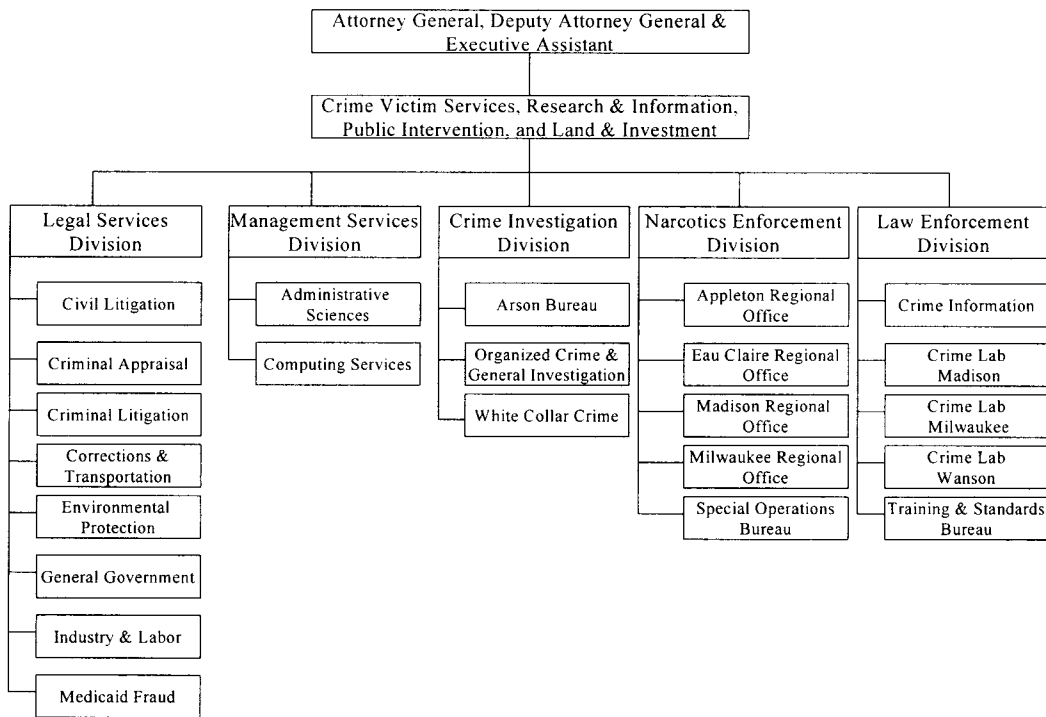 Attorney General, Deputy Attorney General &
Executive Assistant
Crime Victim Services, Research & Information,
Public Intervention, and Land & Investment
Legal Services
Division
Civil Litigation
Criminal Appraisal
Criminal Litigation
Corrections &
Transportation
Environmental
Protection
General Government
Industry & Labor
Medicaid Fraud
Management Services
Division
Administrative
Sciences
Computing Services
Crime Investigation
Division
Arson Bureau
Organized Crime &
General Investigation
White Collar Crime
Narcotics Enforcement
Division
Appleton Regional
Office
Eau Claire Regional
Office
Madison Regional
Office
Milwaukee Regional
Office
Special Operations
Bureau
Law Enforcement
Division
Crime Information
Crime Lab
Madison
Crime Lab
Milwaukee
Crime Lab
Wanson
Training & Standards
Bureau